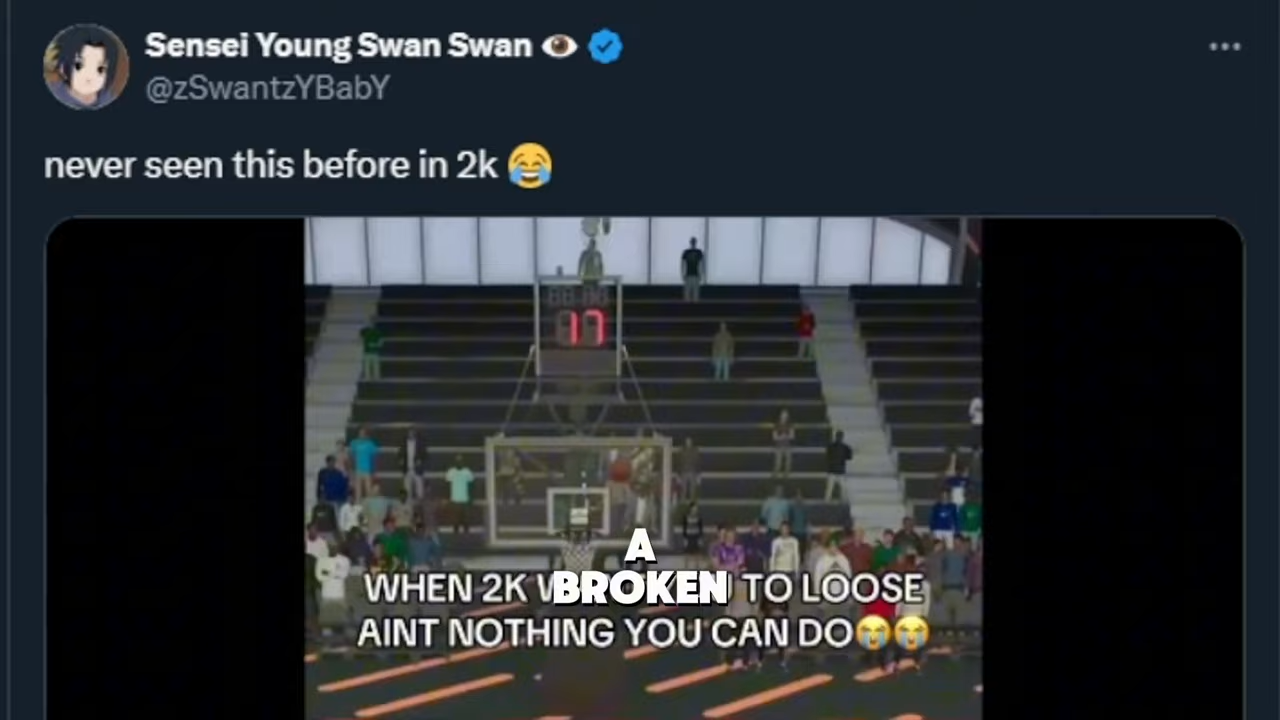 Sensei Young Swan Swan 👁️
@zSwantzYBabY
never seen this before in 2k 😂
17
A
BROKEN
WHEN 2K W TO LOOSE
AINT NOTHING YOU CAN DO😭😭